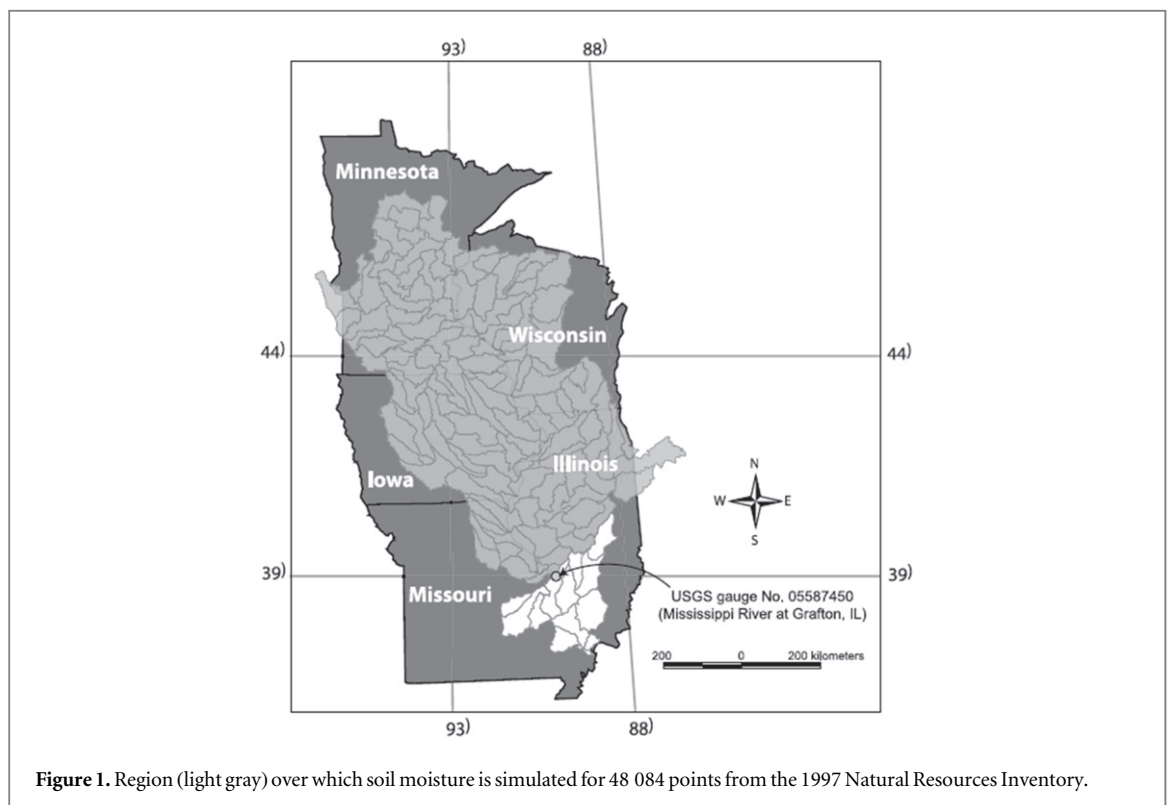 93) 88)
Minnesota
Wisconsin
44) 44)
Illinois
Iowa
N
W E
S
39) 39)
Missouri
USGS gauge No. 05587450
(Mississippi River at Grafton, IL)
200 0 200 kilometers
93) 88)
Figure 1. Region (light gray) over which soil moisture is simulated for 48 084 points from the 1997 Natural Resources Inventory.